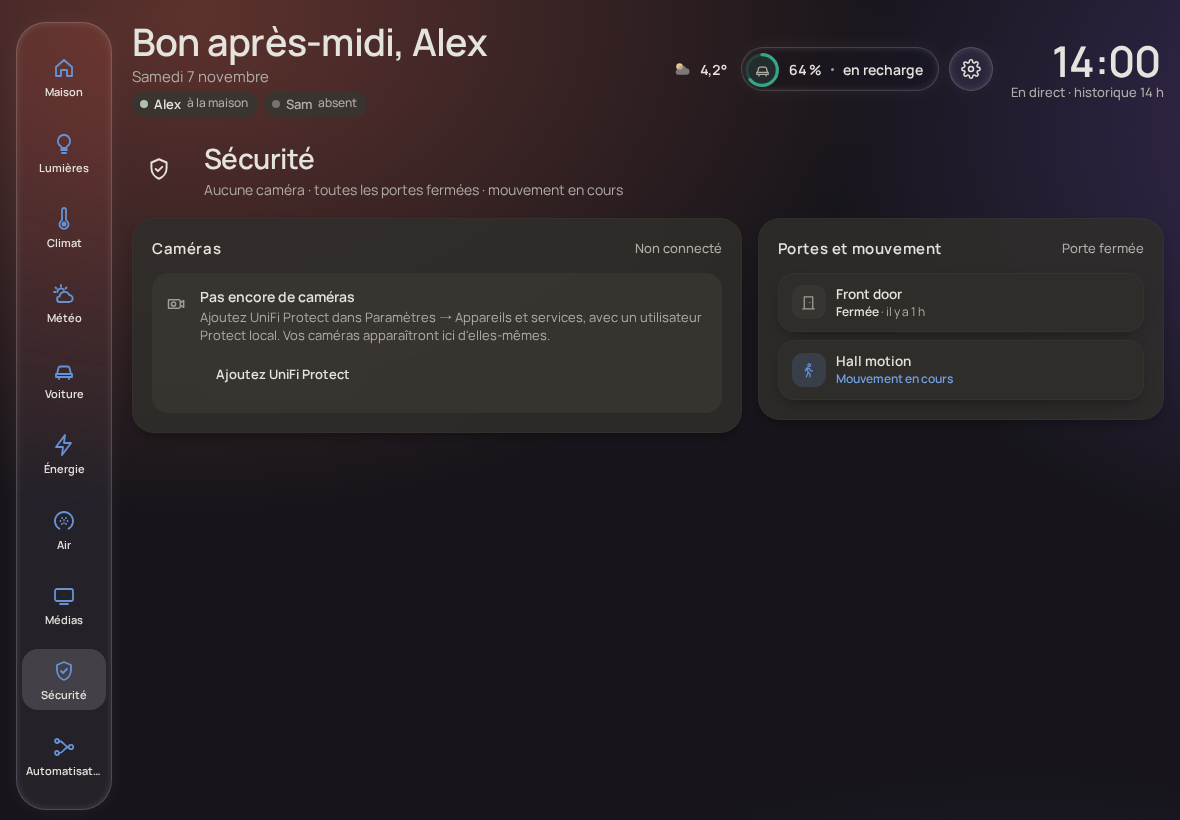 Maison
Lumières
Climat
Météo
Voiture
Énergie
Air
Médias
Sécurité
Automatisat…
Bon après-midi, Alex
Samedi 7 novembre
Alex à la maison
Sam absent
4,2°
64 % · en recharge
14:00
En direct · historique 14 h
Sécurité
Aucune caméra · toutes les portes fermées · mouvement en cours
Caméras
Non connecté
Pas encore de caméras
Ajoutez UniFi Protect dans Paramètres → Appareils et services, avec un utilisateur
Protect local. Vos caméras apparaîtront ici d'elles-mêmes.
Ajoutez UniFi Protect
Portes et mouvement
Porte fermée
Front door
Fermée · il y a 1 h
Hall motion
Mouvement en cours